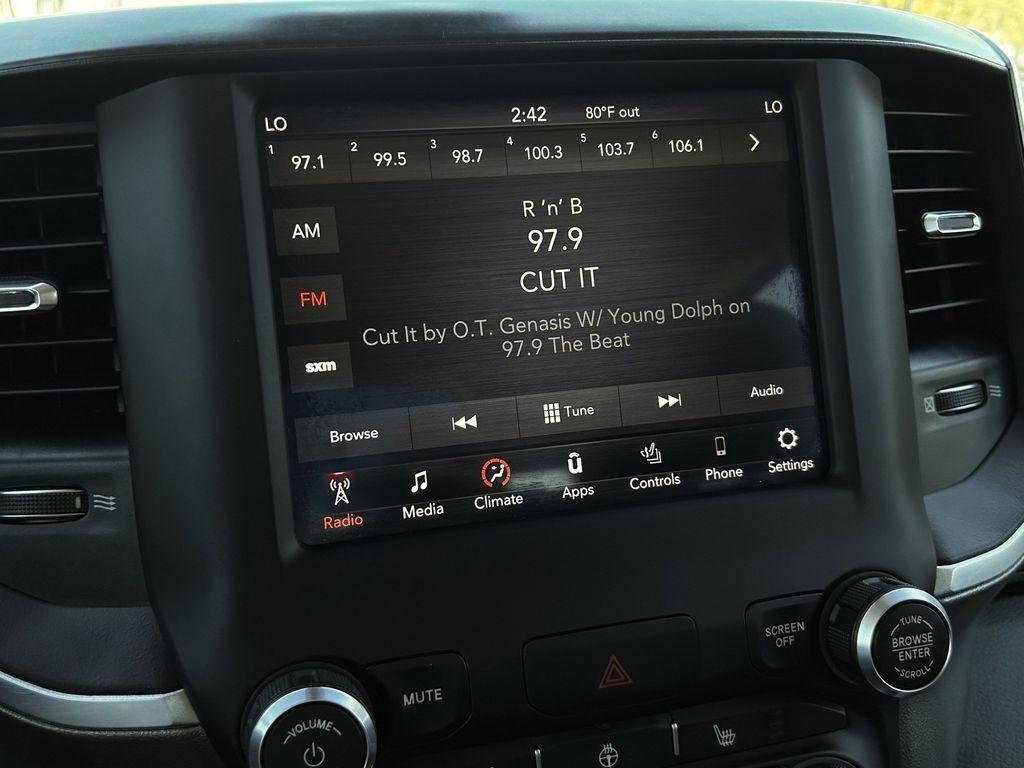 LO 2:42 80°F out LO
1 97.1 2 99.5 3 98.7 4 100.3 5 103.7 6 106.1
R 'n' B
AM
97.9
CUT IT
FM
Cut It by O.T. Genasis W/ Young Dolph on
97.9 The Beat
sxm
Browse Tune Audio
Radio Media Climate Apps Controls Phone Settings
SCREEN
OFF
TUNE
BROWSE
ENTER
SCROLL
MUTE
VOLUME